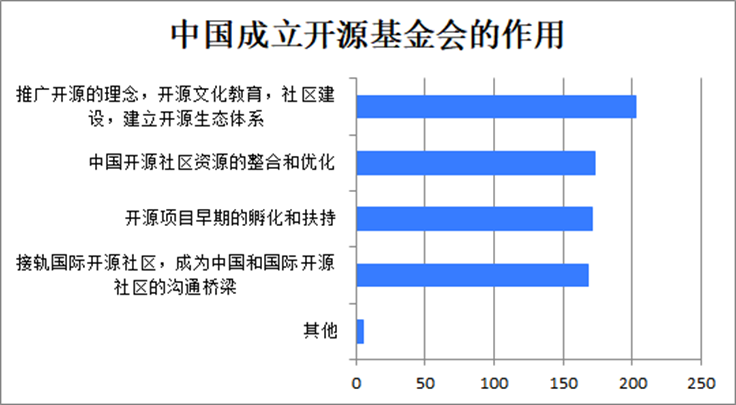 中国成立开源基金会的作用
推广开源的理念，开源文化教育，社区建
设，建立开源生态体系
中国开源社区资源的整合和优化
开源项目早期的孵化和扶持
接轨国际开源社区，成为中国和国际开源
社区的沟通桥梁
其他
0 50 100 150 200 250